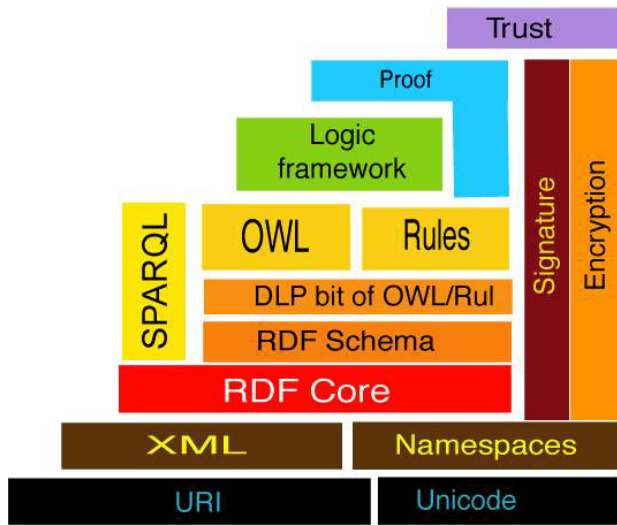 Trust
Proof
Logic
framework
Signature
Encryption
SPARQL
OWL
Rules
DLP bit of OWL/Rul
RDF Schema
RDF Core
XML
Namespaces
URI
Unicode